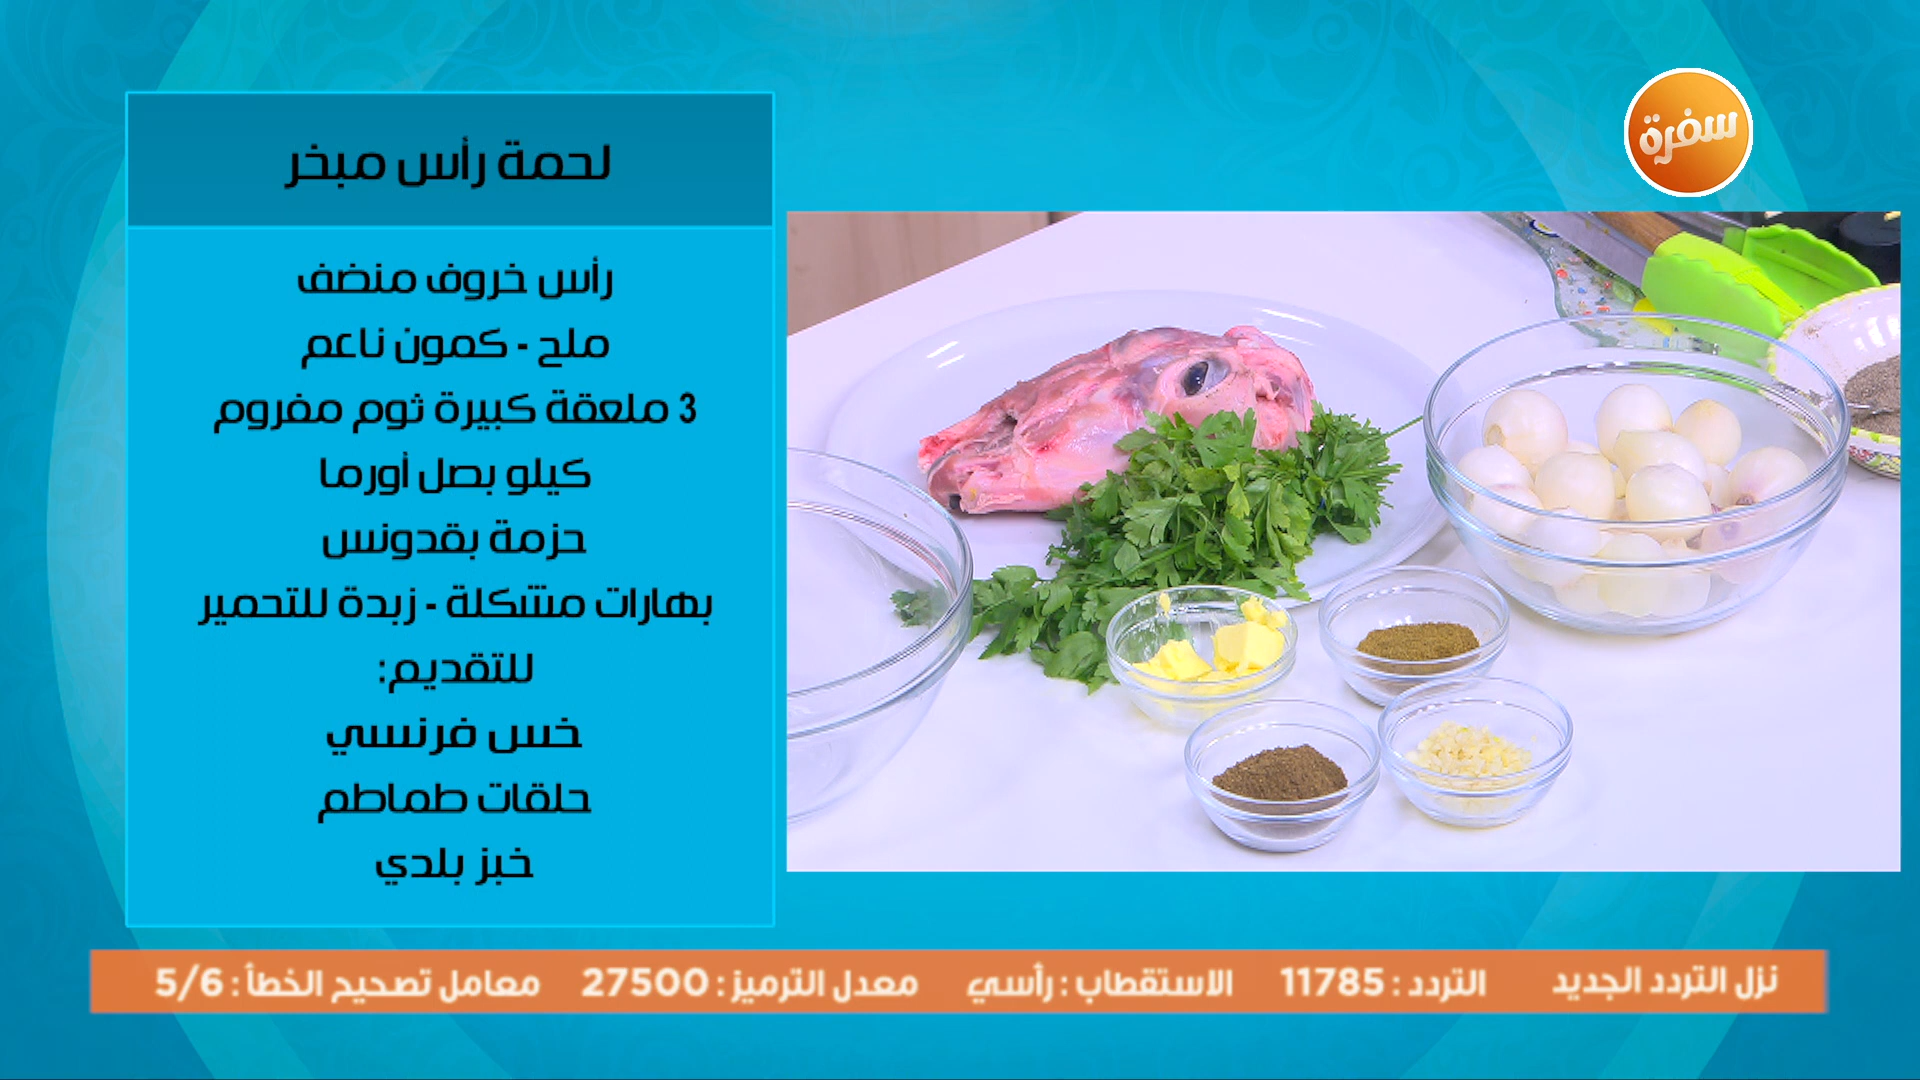 سفرة
لحمة رأس مبخر
رأس خروف منضف
ملح - كمون ناعم
3 ملعقة كبيرة ثوم مفروم
كيلو بصل أورما
حزمة بقدونس
بهارات مشكلة - زبدة للتحمير
للتقديم:
خس فرنسي
حلقات طماطم
خبز بلدي
نزل التردد الجديد التردد : 11785 الاستقطاب : رأسي معدل الترميز : 27500 معامل تصحيح الخطأ : 5/6